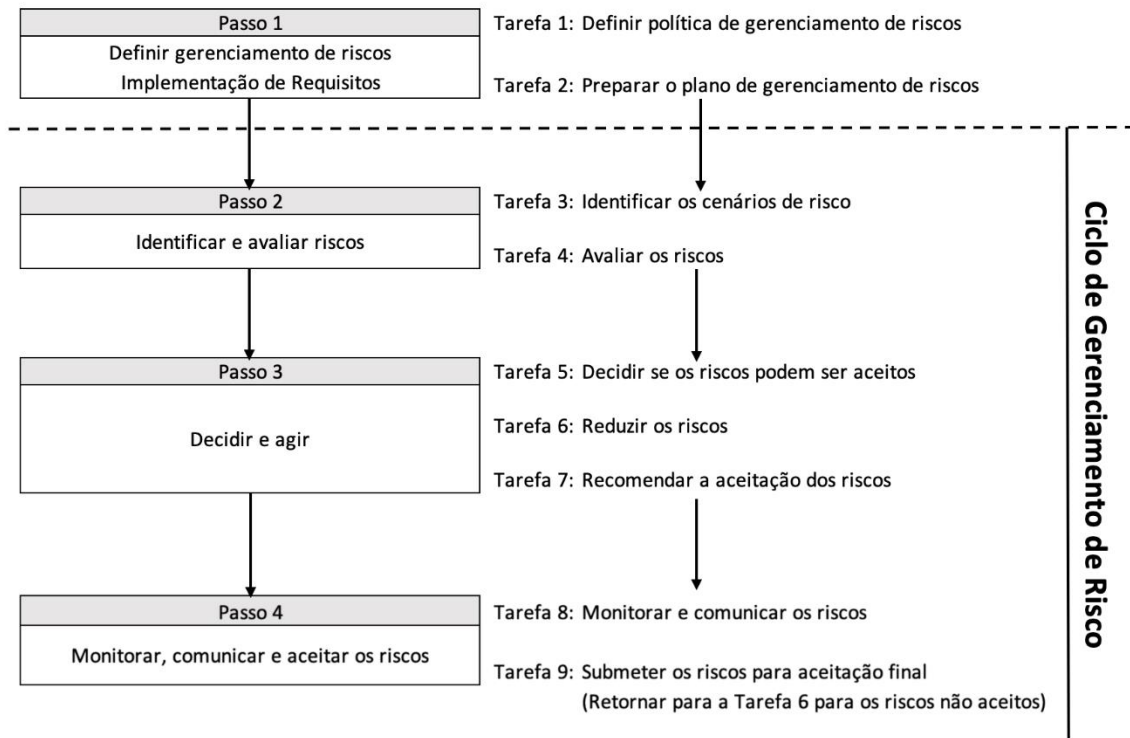 Passo 1
Definir gerenciamento de riscos
Implementação de Requisitos
Tarefa 1: Definir política de gerenciamento de riscos
Tarefa 2: Preparar o plano de gerenciamento de riscos
Passo 2
Identificar e avaliar riscos
Tarefa 3: Identificar os cenários de risco
Tarefa 4: Avaliar os riscos
Passo 3
Decidir e agir
Tarefa 5: Decidir se os riscos podem ser aceitos
Tarefa 6: Reduzir os riscos
Tarefa 7: Recomendar a aceitação dos riscos
Passo 4
Monitorar, comunicar e aceitar os riscos
Tarefa 8: Monitorar e comunicar os riscos
Tarefa 9: Submeter os riscos para aceitação final
(Retornar para a Tarefa 6 para os riscos não aceitos)
Ciclo de Gerenciamento de Risco